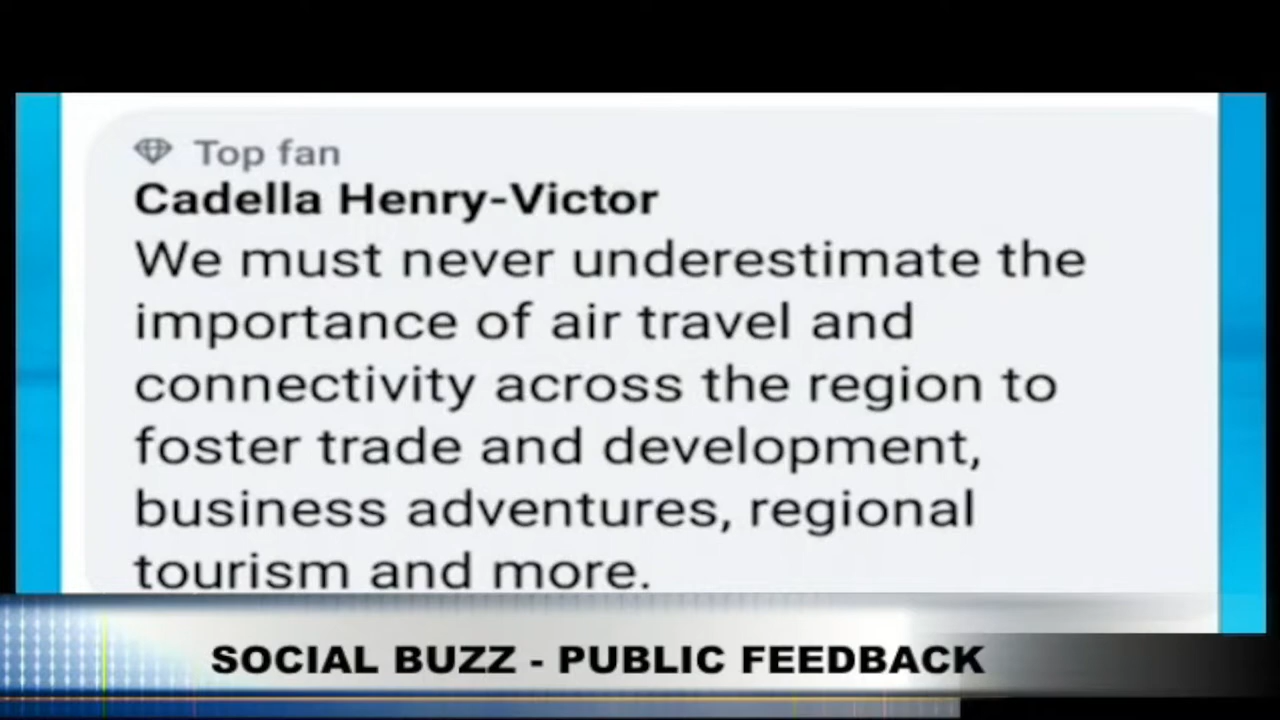 Top fan
Cadella Henry-Victor
We must never underestimate the
importance of air travel and
connectivity across the region to
foster trade and development,
business adventures, regional
tourism and more.
SOCIAL BUZZ - PUBLIC FEEDBACK